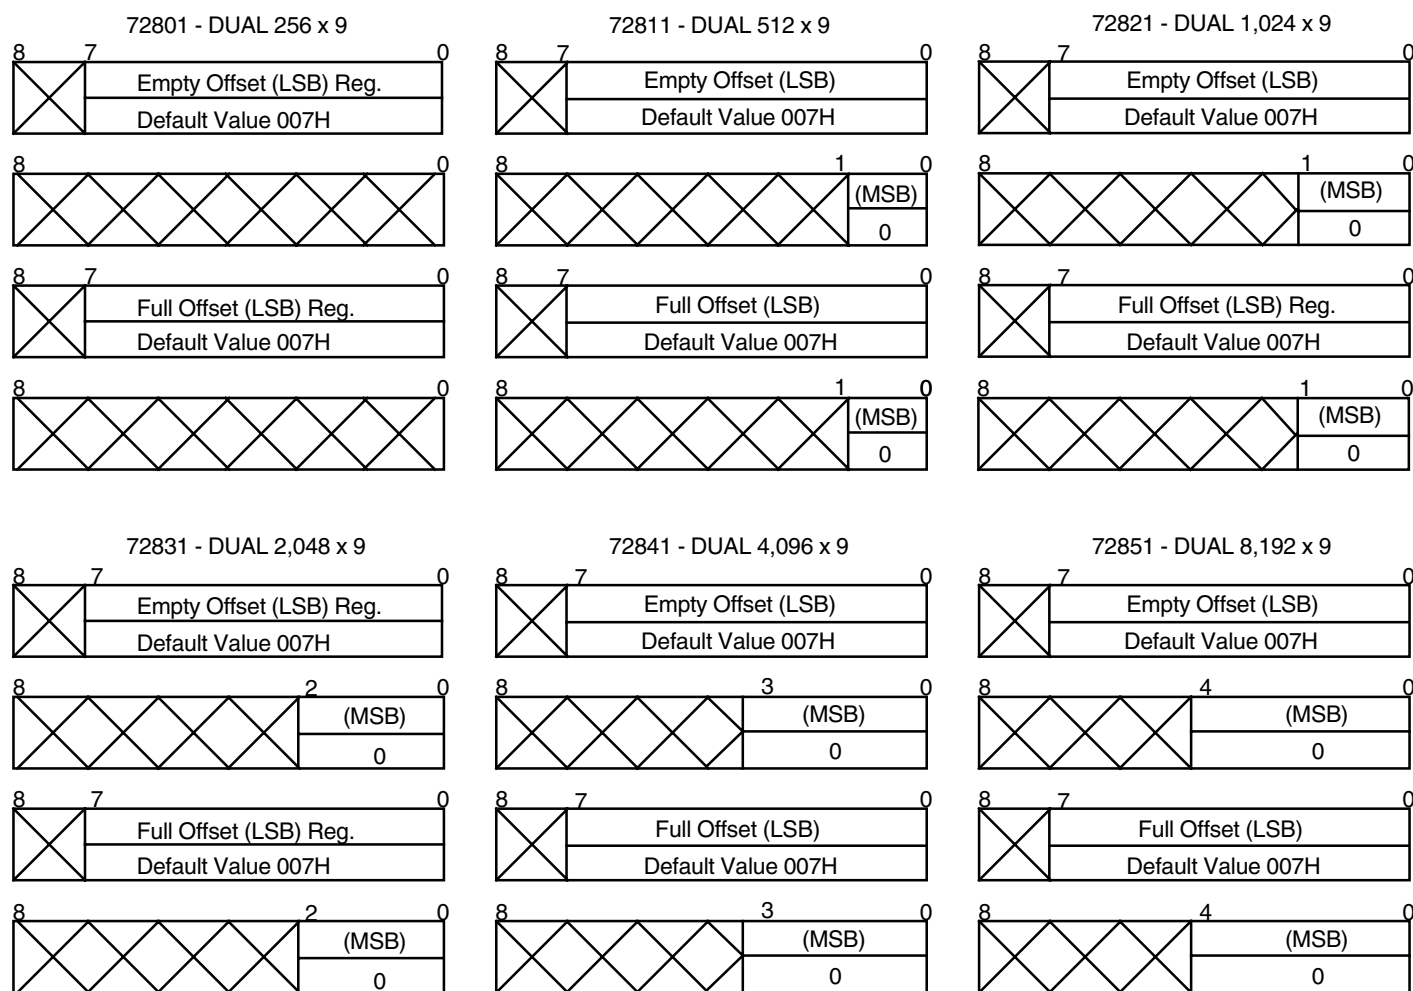 72801 - DUAL 256 x 9
8 7 0
Empty Offset (LSB) Reg.
Default Value 007H
8 0
8 7 0
Full Offset (LSB) Reg.
Default Value 007H
8 0
72811 - DUAL 512 x 9
8 7 0
Empty Offset (LSB)
Default Value 007H
8 1 0
(MSB)
0
8 7 0
Full Offset (LSB)
Default Value 007H
8 1 0
(MSB)
0
72821 - DUAL 1,024 x 9
8 7 0
Empty Offset (LSB)
Default Value 007H
8 1 0
(MSB)
0
8 7 0
Full Offset (LSB) Reg.
Default Value 007H
8 1 0
(MSB)
0
72831 - DUAL 2,048 x 9
8 7 0
Empty Offset (LSB) Reg.
Default Value 007H
8 2 0
(MSB)
0
8 7 0
Full Offset (LSB) Reg.
Default Value 007H
8 2 0
(MSB)
0
72841 - DUAL 4,096 x 9
8 7 0
Empty Offset (LSB)
Default Value 007H
8 3 0
(MSB)
0
8 7 0
Full Offset (LSB)
Default Value 007H
8 3 0
(MSB)
0
72851 - DUAL 8,192 x 9
8 7 0
Empty Offset (LSB)
Default Value 007H
8 4 0
(MSB)
0
8 7 0
Full Offset (LSB)
Default Value 007H
8 4 0
(MSB)
0